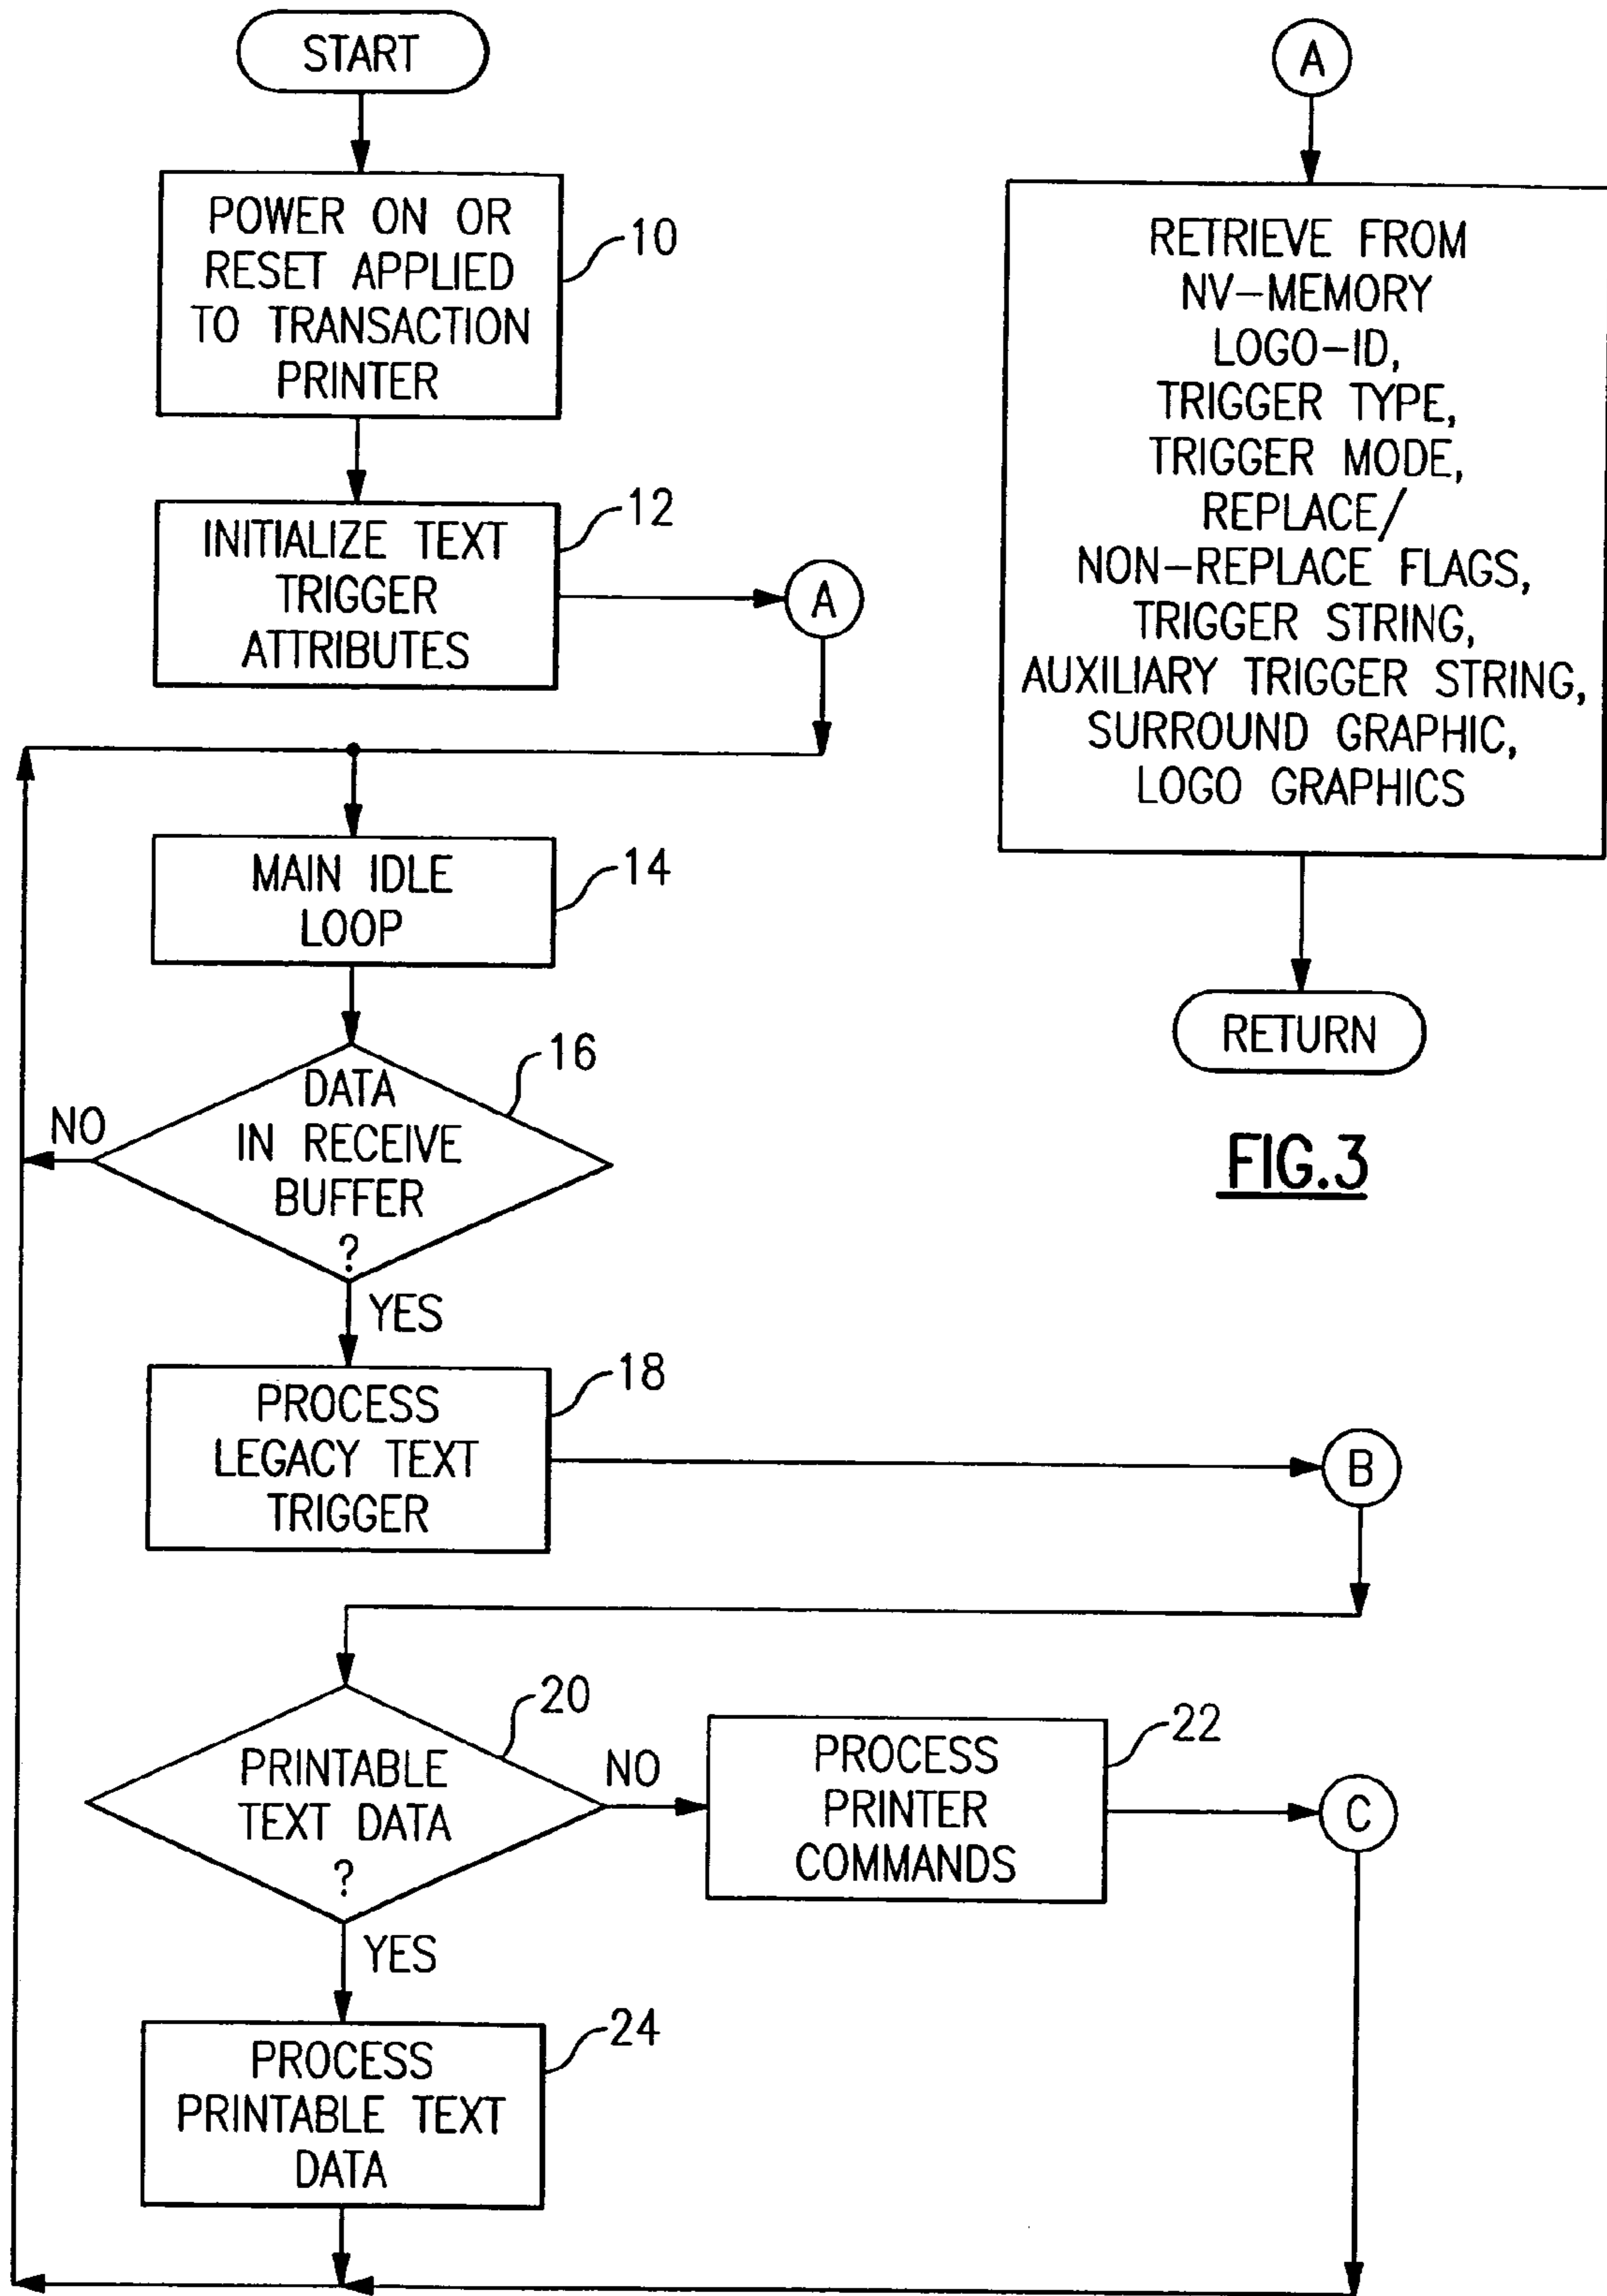 START
POWER ON OR
RESET APPLIED
TO TRANSACTION
PRINTER
10
INITIALIZE TEXT
TRIGGER
ATTRIBUTES
12
A
MAIN IDLE
LOOP
14
DATA
IN RECEIVE
BUFFER
?
16
NO
YES
PROCESS
LEGACY TEXT
TRIGGER
18
B
PRINTABLE
TEXT DATA
?
20
NO
PROCESS
PRINTER
COMMANDS
22
C
YES
PROCESS
PRINTABLE TEXT
DATA
24
A
RETRIEVE FROM
NV-MEMORY
LOGO-ID,
TRIGGER TYPE,
TRIGGER MODE,
REPLACE/
NON-REPLACE FLAGS,
TRIGGER STRING,
AUXILIARY TRIGGER STRING,
SURROUND GRAPHIC,
LOGO GRAPHICS
RETURN
FIG.3